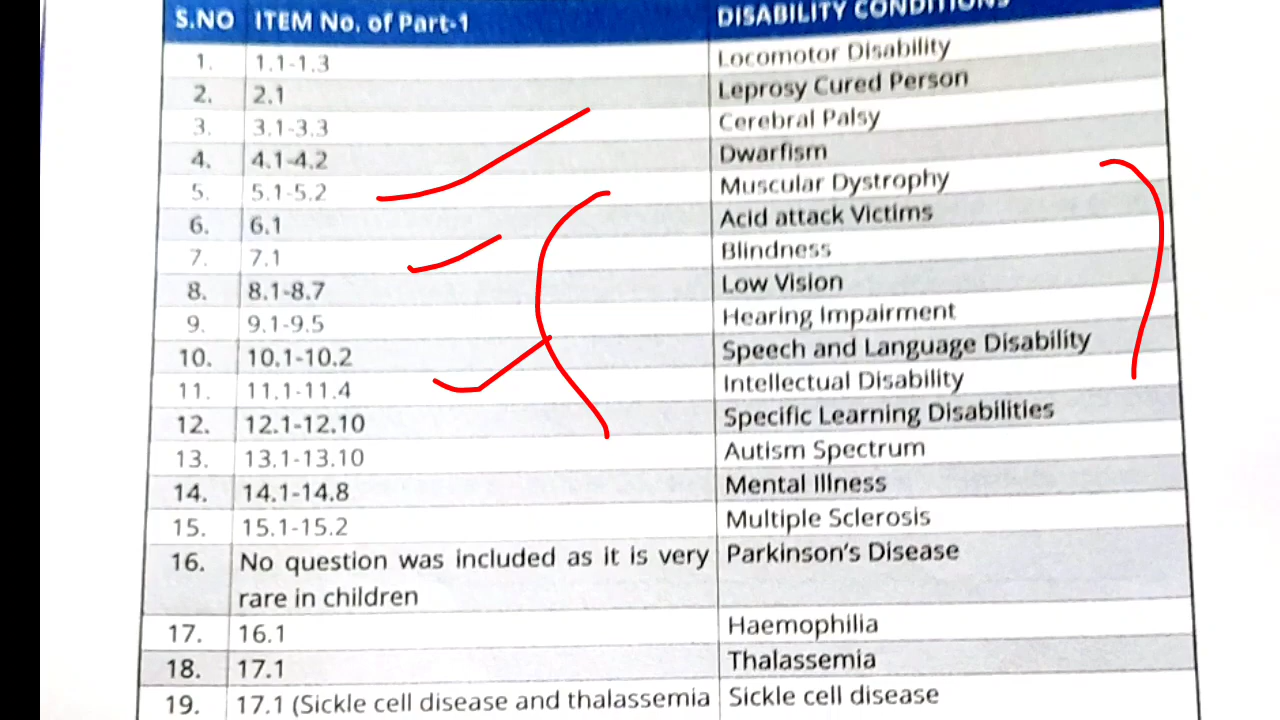 S.NO ITEM No. of Part-1 DISABILITY CONDITIONS
1. 1.1-1.3 Locomotor Disability
2. 2.1 Leprosy Cured Person
3. 3.1-3.3 Cerebral Palsy
4. 4.1-4.2 Dwarfism
5. 5.1-5.2 Muscular Dystrophy
6. 6.1 Acid attack Victims
7. 7.1 Blindness
8. 8.1-8.7 Low Vision
9. 9.1-9.5 Hearing Impairment
10. 10.1-10.2 Speech and Language Disability
11. 11.1-11.4 Intellectual Disability
12. 12.1-12.10 Specific Learning Disabilities
13. 13.1-13.10 Autism Spectrum
14. 14.1-14.8 Mental Illness
15. 15.1-15.2 Multiple Sclerosis
16. No question was included as it is very Parkinson's Disease
rare in children
17. 16.1 Haemophilia
18. 17.1 Thalassemia
19. 17.1 (Sickle cell disease and thalassemia Sickle cell disease